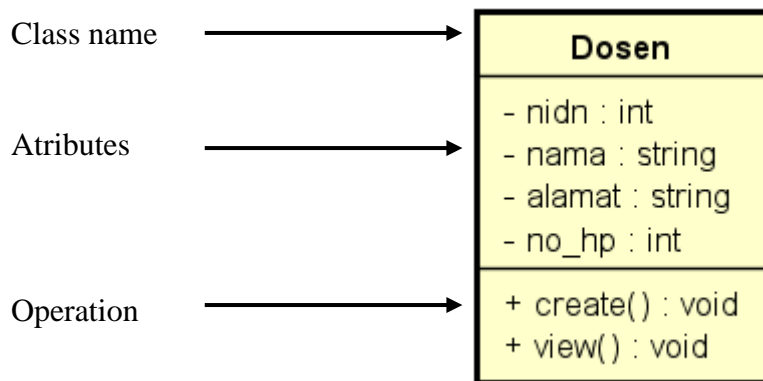 Class name
Dosen
Atributes
- nidn : int
- nama : string
- alamat : string
- no_hp : int
Operation
+ create() : void
+ view() : void